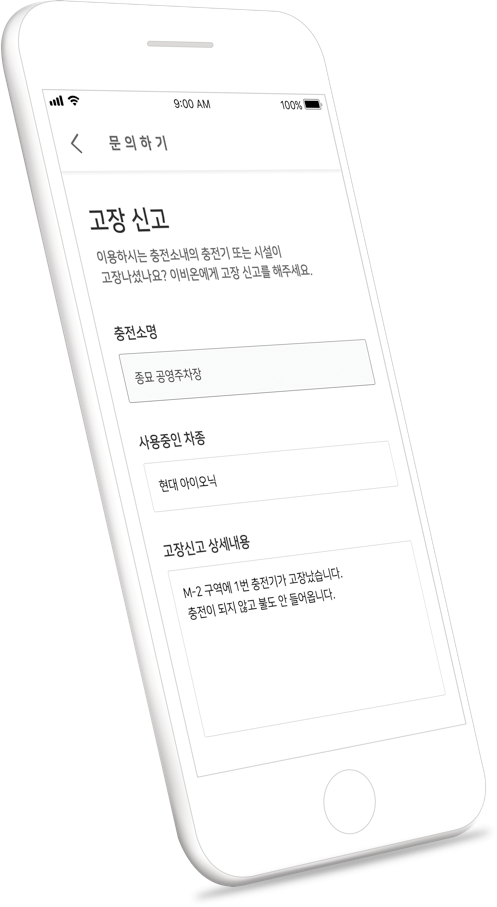 9:00 AM
100%
문의하기
고장 신고
이용하시는 충전소내의 충전기 또는 시설이
고장나셨나요? 이비온에게 고장 신고를 해주세요.
충전소명
종묘 공영주차장
사용중인 차종
현대 아이오닉
고장신고 상세내용
M-2 구역에 1번 충전기가 고장났습니다.
충전이 되지 않고 불도 안 들어옵니다.